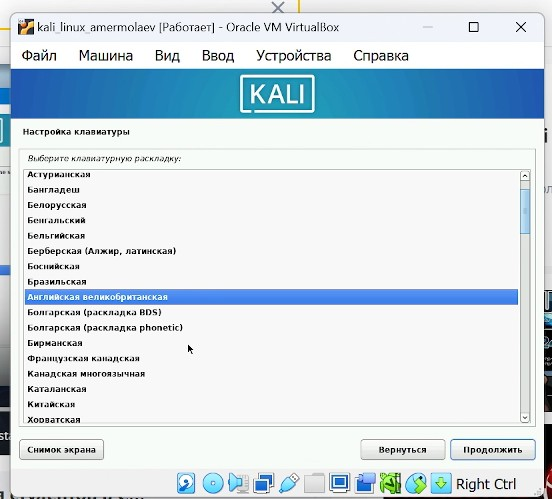 kali_linux_amermolaev [Работает] - Oracle VM VirtualBox
Файл Машина Вид Ввод Устройства Справка
KALI
Настройка клавиатуры
Выберите клавиатурную раскладку:
Астурианская
Бангладеш
Белорусская
Бенгальский
Бельгийская
Берберская (Алжир, латинская)
Боснийская
Бразильская
Английская великобританская
Болгарская (раскладка BDS)
Болгарская (раскладка phonetic)
Бирманская
Французская канадская
Канадская многоязычная
Каталанская
Китайская
Хорватская
Снимок экрана Вернуться Продолжить
Right Ctrl